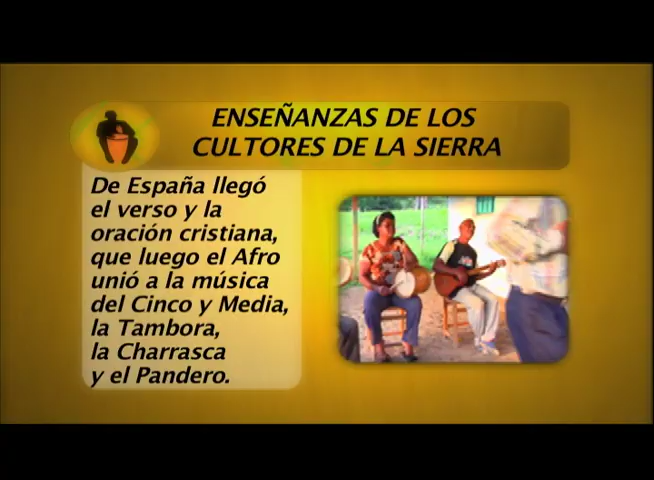 ENSEÑANZAS DE LOS
CULTORES DE LA SIERRA
De España llegó
el verso y la
oración cristiana,
que luego el Afro
unió a la música
del Cinco y Media,
la Tambora,
la Charrasca
y el Pandero.